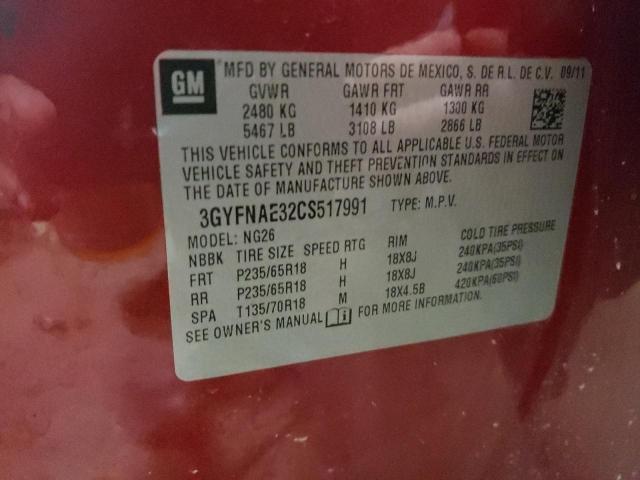 GM
MFD BY GENERAL MOTORS DE MEXICO, S. DE R.L. DE C.V. 09/11
GVWR GAWR FRT GAWR RR
2480 KG 1410 KG 1300 KG
5467 LB 3108 LB 2866 LB
THIS VEHICLE CONFORMS TO ALL APPLICABLE U.S. FEDERAL MOTOR
VEHICLE SAFETY AND THEFT PREVENTION STANDARDS IN EFFECT ON
THE DATE OF MANUFACTURE SHOWN ABOVE.
3GYFNAE32CS517991 TYPE: M.P.V.
MODEL: NG26
NBBK TIRE SIZE SPEED RTG RIM COLD TIRE PRESSURE
FRT P235/65R18 H 18X8J 240KPA(35PSI)
RR P235/65R18 H 18X8J 240KPA(35PSI)
SPA T135/70R18 M 18X4.5B 420KPA(60PSI)
SEE OWNER'S MANUAL FOR MORE INFORMATION.